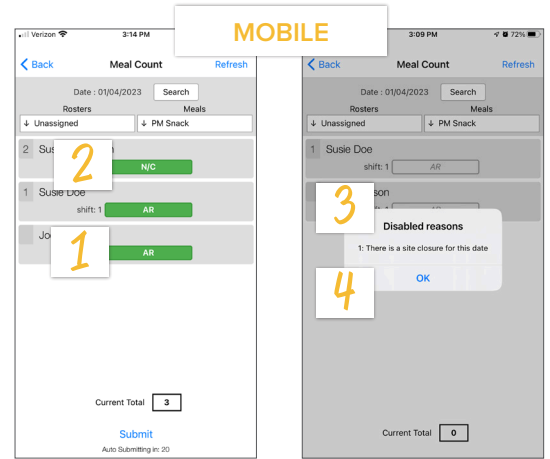 MOBILE
Verizon
3:14 PM
Back
Meal Count
Refresh
Date : 01/04/2023
Search
Rosters
Meals
↓ Unassigned
↓ PM Snack
2
2
N/C
1 Susie Doe
shift: 1
AR
1
AR
Current Total 3
Submit
Auto Submitting in: 20
3:09 PM
72%
Back
Meal Count
Refresh
Date : 01/04/2023
Search
Rosters
Meals
↓ Unassigned
↓ PM Snack
1 Susie Doe
shift: 1
AR
3
Disabled reasons
1: There is a site closure for this date
4
OK
Current Total 0